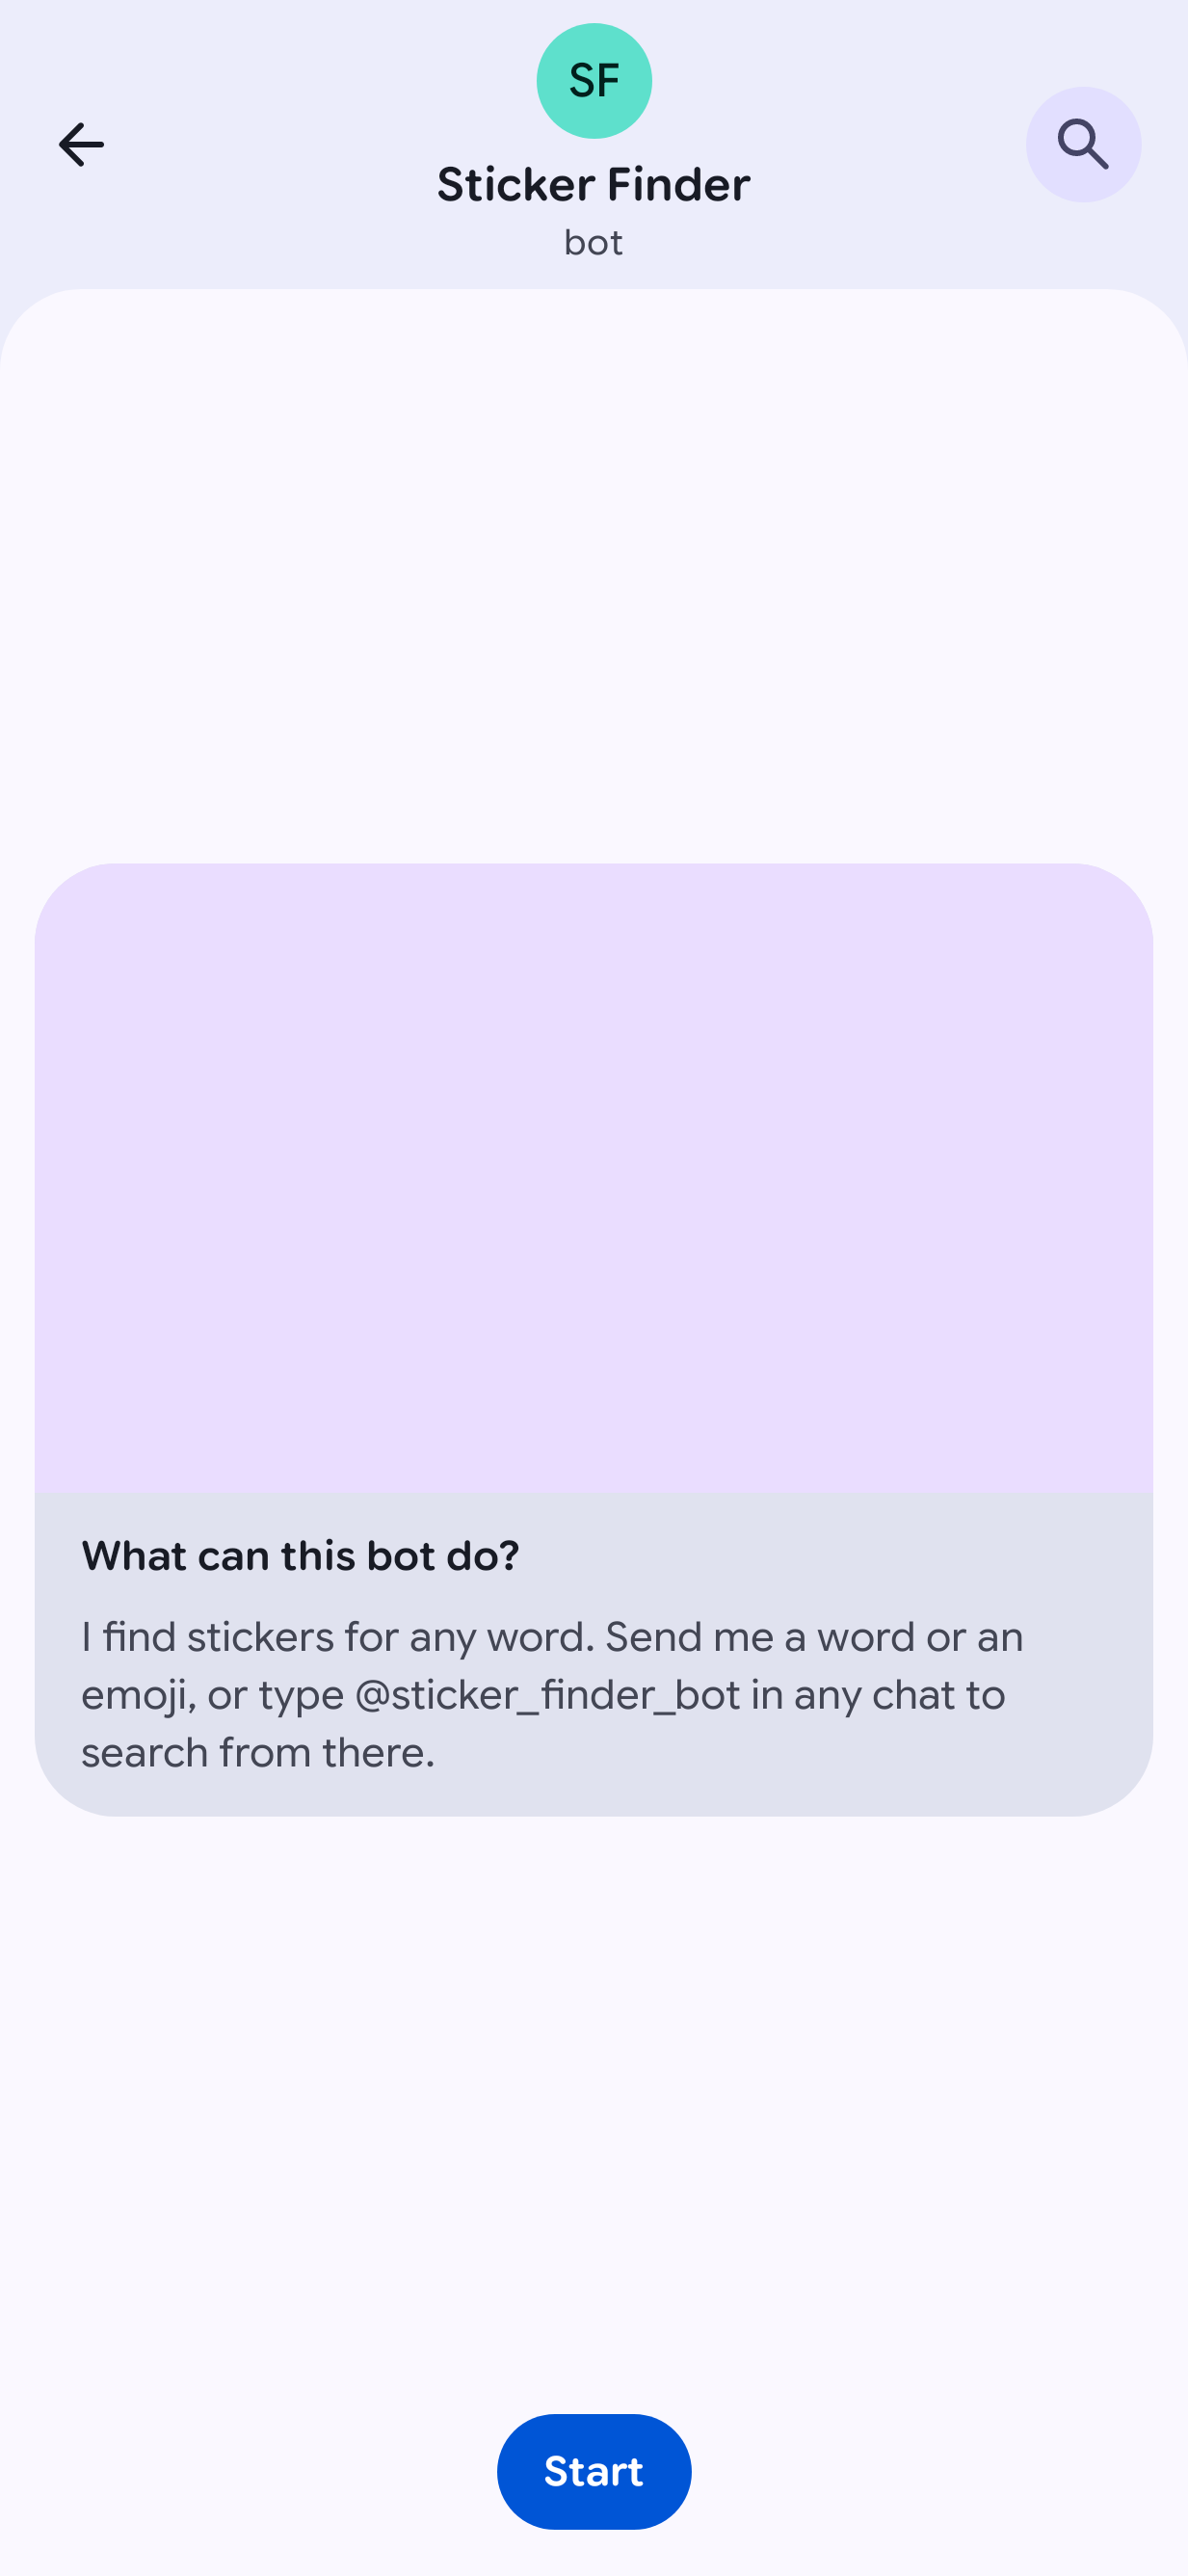 SF
Sticker Finder
bot
What can this bot do?
I find stickers for any word. Send me a word or an
emoji, or type @sticker_finder_bot in any chat to
search from there.
Start